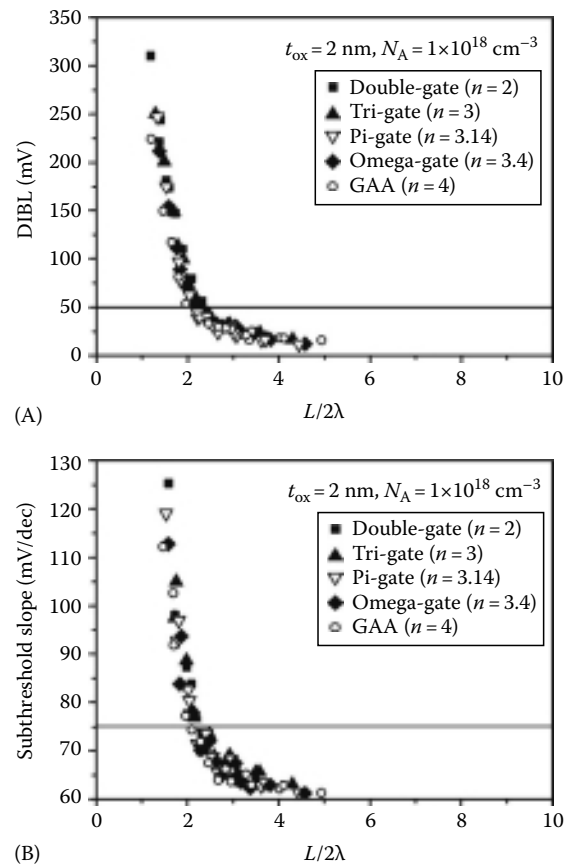 350
300
250
200
150
100
50
0
DIBL (mV)
t_ox = 2 nm, N_A = 1×10^18 cm^−3
Double-gate (n = 2)
Tri-gate (n = 3)
Pi-gate (n = 3.14)
Omega-gate (n = 3.4)
GAA (n = 4)
0 2 4 6 8 10
(A) L/2λ
130
120
110
100
90
80
70
60
Subthreshold slope (mV/dec)
t_ox = 2 nm, N_A = 1×10^18 cm^−3
Double-gate (n = 2)
Tri-gate (n = 3)
Pi-gate (n = 3.14)
Omega-gate (n = 3.4)
GAA (n = 4)
0 2 4 6 8 10
(B) L/2λ